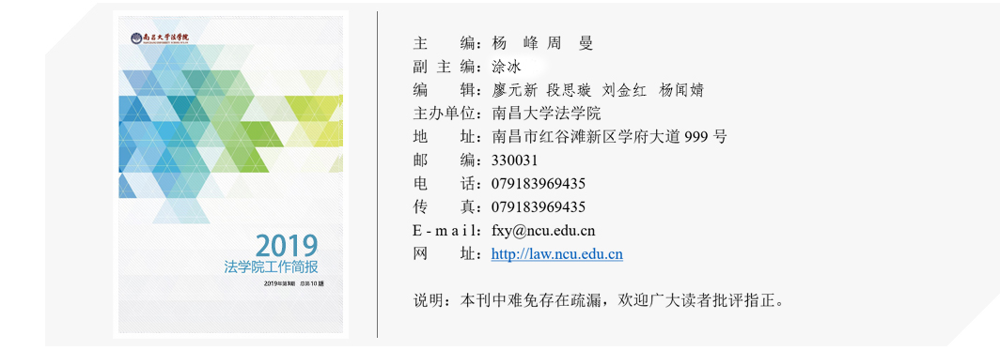 南昌大学法学院
2019
法学院工作简报
2019年第3期 总第10期
主 编：杨 峰 周 曼
副 主 编：涂冰
编 辑：廖元新 段思璇 刘金红 杨闻婧
主办单位：南昌大学法学院
地 址：南昌市红谷滩新区学府大道 999 号
邮 编：330031
电 话：079183969435
传 真：079183969435
E - m a i l：fxy@ncu.edu.cn
网 址：http://law.ncu.edu.cn
说明：本刊中难免存在疏漏，欢迎广大读者批评指正。